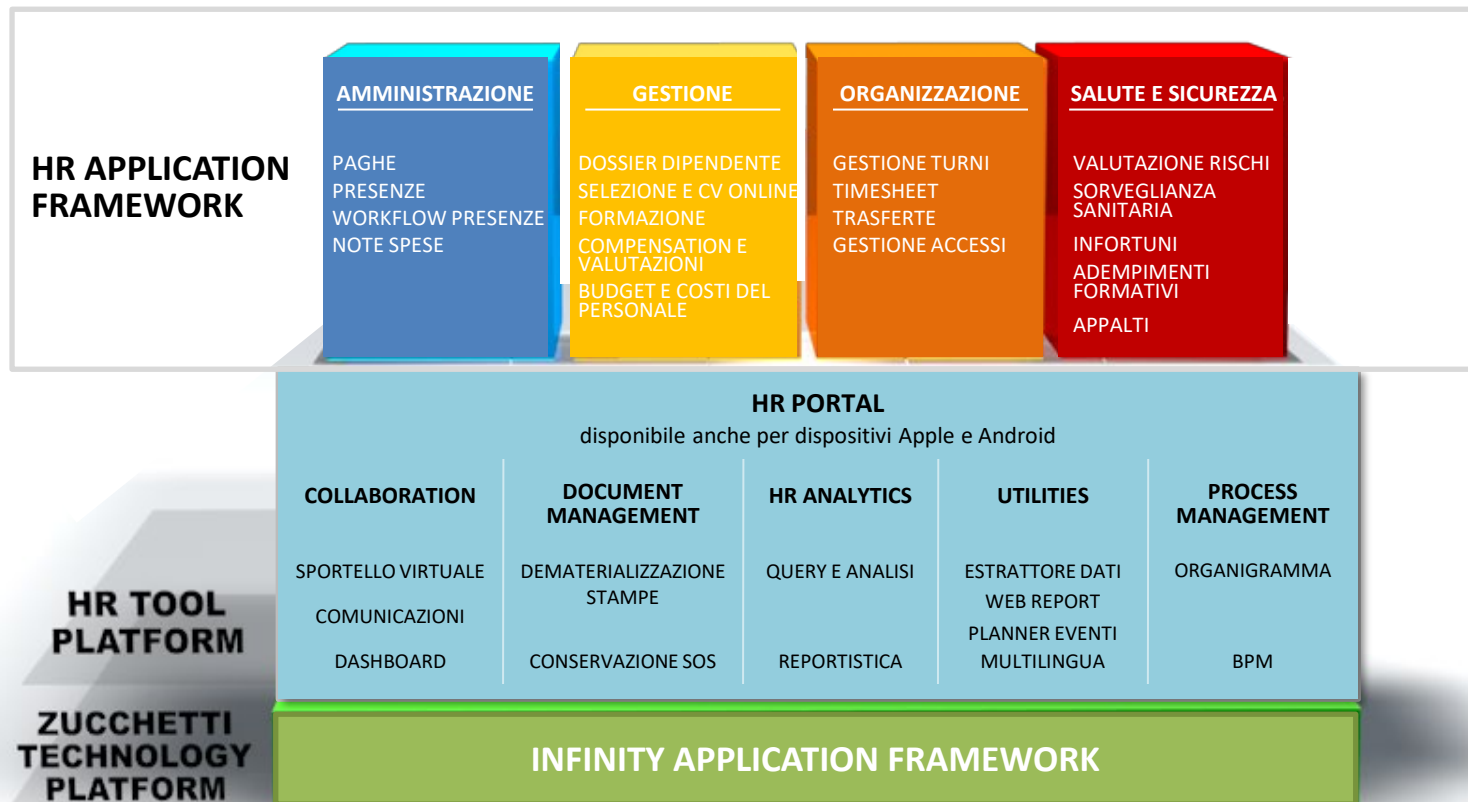 HR APPLICATION
FRAMEWORK
AMMINISTRAZIONE
PAGHE
PRESENZE
WORKFLOW PRESENZE
NOTE SPESE
GESTIONE
DOSSIER DIPENDENTE
SELEZIONE E CV ONLINE
FORMAZIONE
COMPENSATION E
VALUTAZIONI
BUDGET E COSTI DEL
PERSONALE
ORGANIZZAZIONE
GESTIONE TURNI
TIMESHEET
TRASFERTE
GESTIONE ACCESSI
SALUTE E SICUREZZA
VALUTAZIONE RISCHI
SORVEGLIANZA
SANITARIA
INFORTUNI
ADEMPIMENTI
FORMATIVI
APPALTI
HR TOOL
PLATFORM
HR PORTAL
disponibile anche per dispositivi Apple e Android
COLLABORATION
SPORTELLO VIRTUALE
COMUNICAZIONI
DASHBOARD
DOCUMENT
MANAGEMENT
DEMATERIALIZZAZIONE
STAMPE
CONSERVAZIONE SOS
HR ANALYTICS
QUERY E ANALISI
REPORTISTICA
UTILITIES
ESTRATTORE DATI
WEB REPORT
PLANNER EVENTI
MULTILINGUA
PROCESS
MANAGEMENT
ORGANIGRAMMA
BPM
ZUCCHETTI
TECHNOLOGY
PLATFORM
INFINITY APPLICATION FRAMEWORK